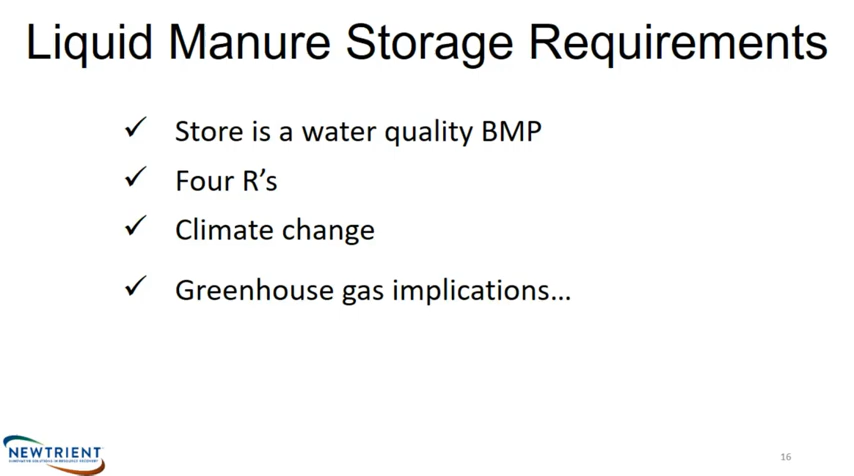 Liquid Manure Storage Requirements
✓ Store is a water quality BMP
✓ Four R's
✓ Climate change
✓ Greenhouse gas implications...
NEWTRIENT
16